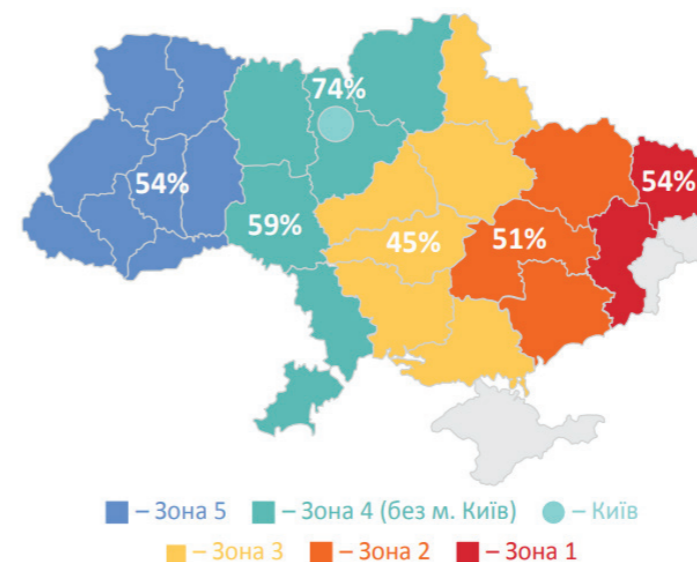 74%
54%
54%
59%
45%
51%
– Зона 5
– Зона 4 (без м. Київ)
– Київ
– Зона 3
– Зона 2
– Зона 1